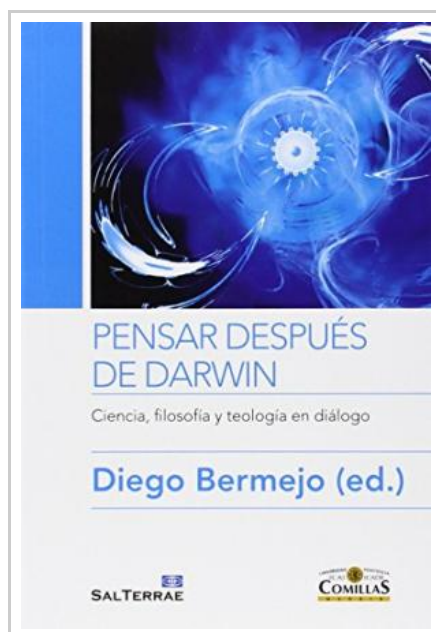 PENSAR DESPUÉS
DE DARWIN
Ciencia, filosofía y teología en diálogo
Diego Bermejo (ed.)
SALTERRAE
COMILLAS